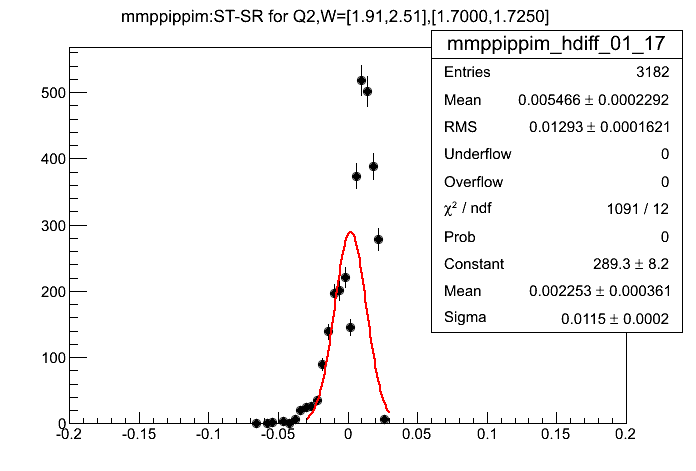 mmppippim:ST-SR for Q2,W=[1.91,2.51],[1.7000,1.7250]
mmppippim_hdiff_01_17
Entries 3182
Mean 0.005466 ± 0.0002292
RMS 0.01293 ± 0.0001621
Underflow 0
Overflow 0
χ² / ndf 1091 / 12
Prob 0
Constant 289.3 ± 8.2
Mean 0.002253 ± 0.000361
Sigma 0.0115 ± 0.0002
500
400
300
200
100
0
-0.2 -0.15 -0.1 -0.05 0 0.05 0.1 0.15 0.2